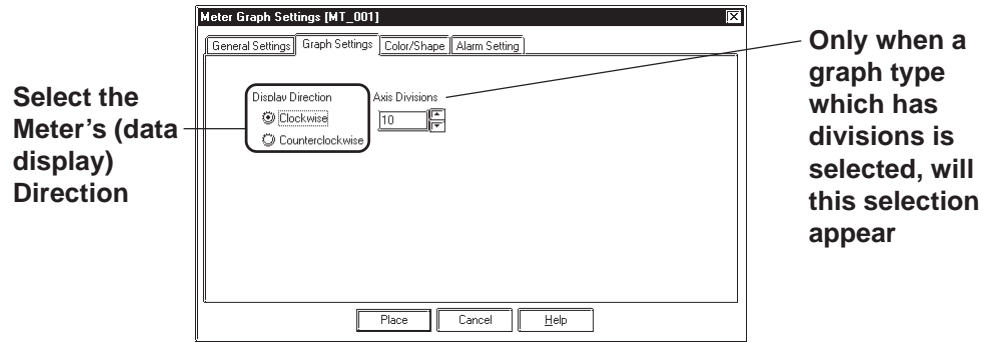 Meter Graph Settings [MT_001]
General Settings Graph Settings Color/Shape Alarm Setting
Select the
Meter's (data
display)
Direction
Display Direction
Clockwise
Counterclockwise
Axis Divisions
10
Only when a
graph type
which has
divisions is
selected, will
this selection
appear
Place Cancel Help